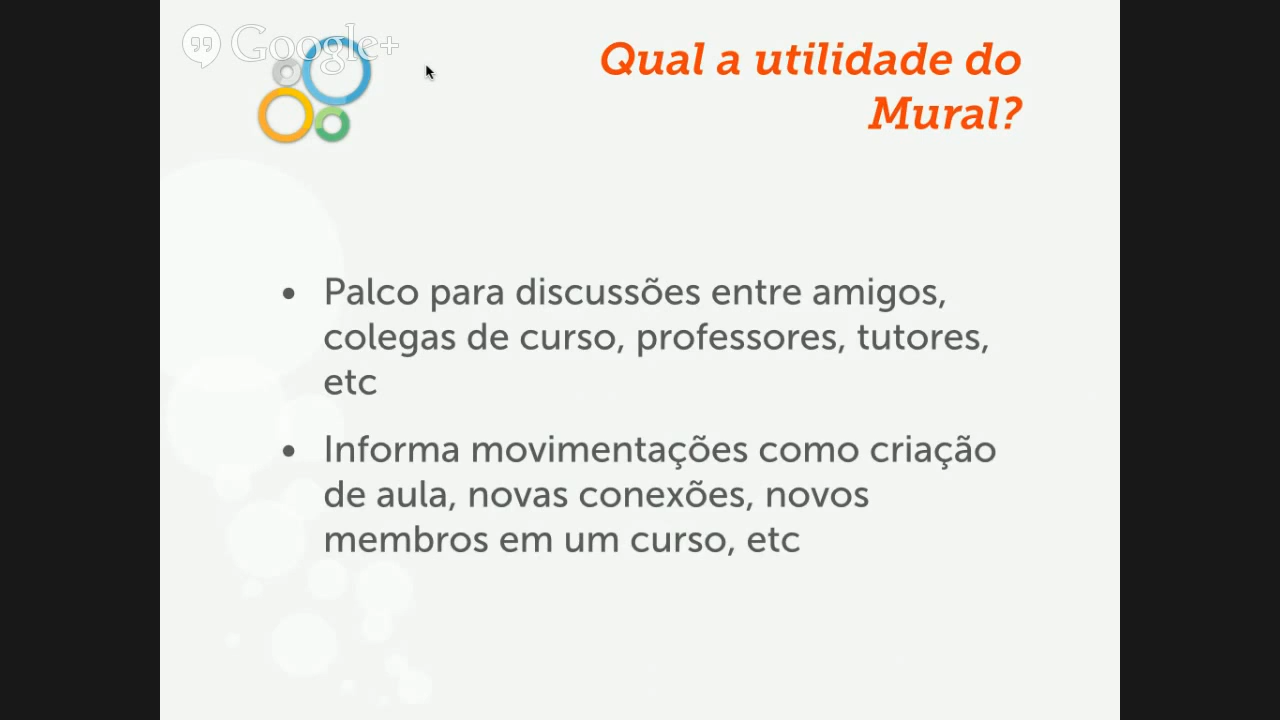 Google+
Qual a utilidade do
Mural?
• Palco para discussões entre amigos,
colegas de curso, professores, tutores,
etc
• Informa movimentações como criação
de aula, novas conexões, novos
membros em um curso, etc